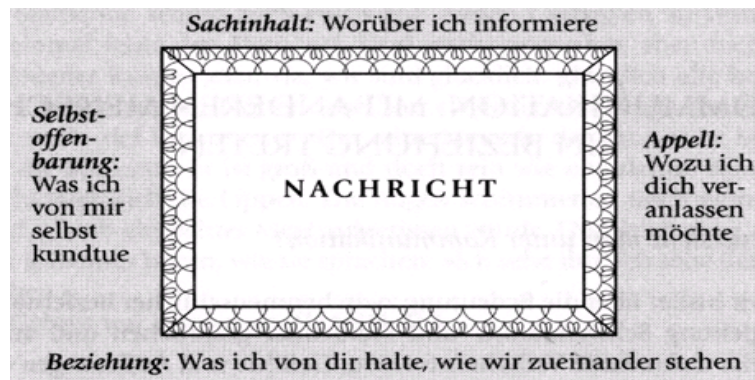 Sachinhalt: Worüber ich informiere
Selbst-
offen-
barung:
Was ich
von mir
selbst
kundtue
NACHRICHT
Appell:
Wozu ich
dich ver-
anlassen
möchte
Beziehung: Was ich von dir halte, wie wir zueinander stehen